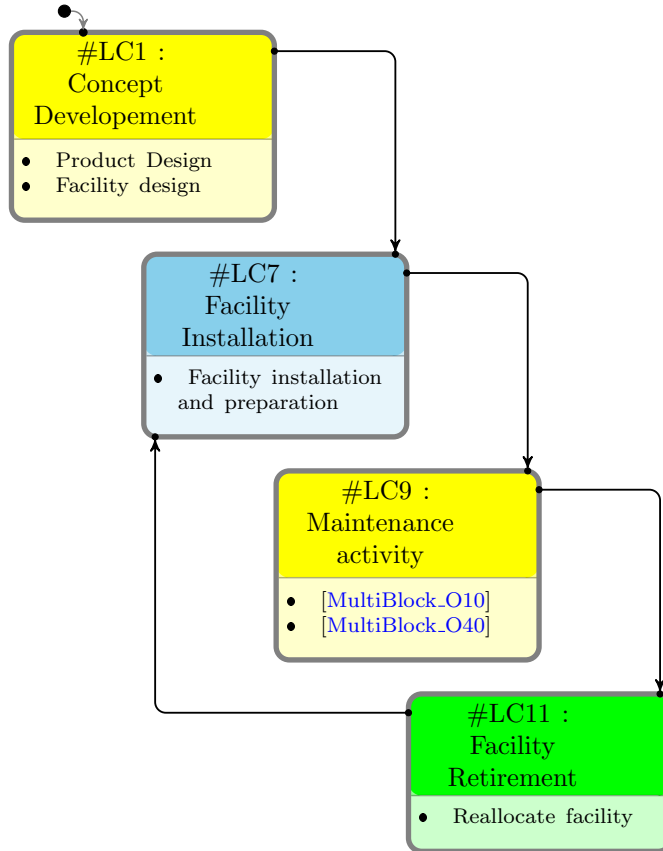 #LC1 :
Concept
Developement
• Product Design
• Facility design
#LC7 :
Facility
Installation
• Facility installation
and preparation
#LC9 :
Maintenance
activity
• [MultiBlock_O10]
• [MultiBlock_O40]
#LC11 :
Facility
Retirement
• Reallocate facility